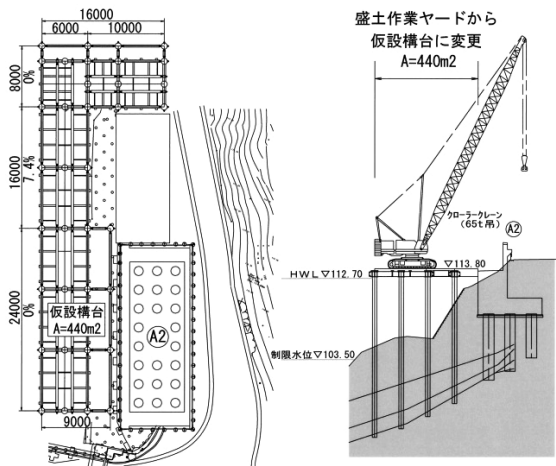 16000
6000
10000
8000
0%
16000
7.4%
24000
0%
仮設構台
A=440m2
A2
9000
盛土作業ヤードから
仮設構台に変更
A=440m2
クローラークレーン
(65t吊)
A2
▽113.80
HWL▽112.70
制限水位▽103.50